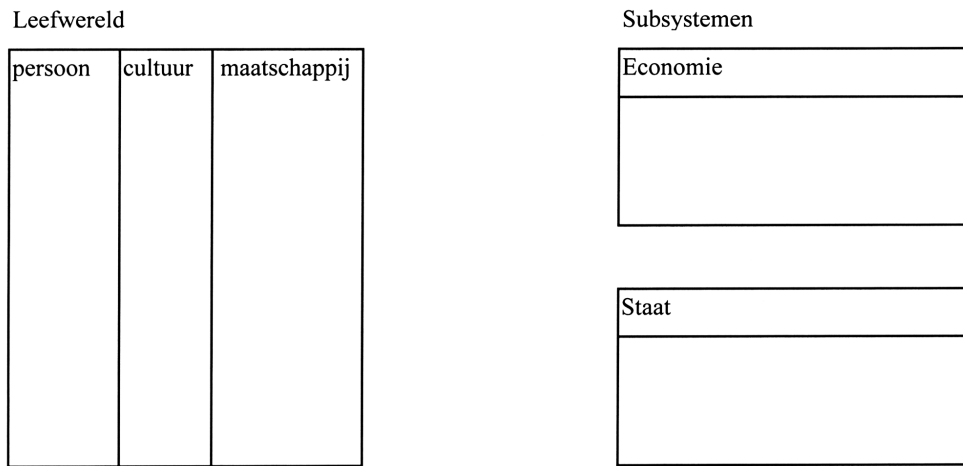 Leefwereld
persoon cultuur maatschappij
Subsystemen
Economie
Staat